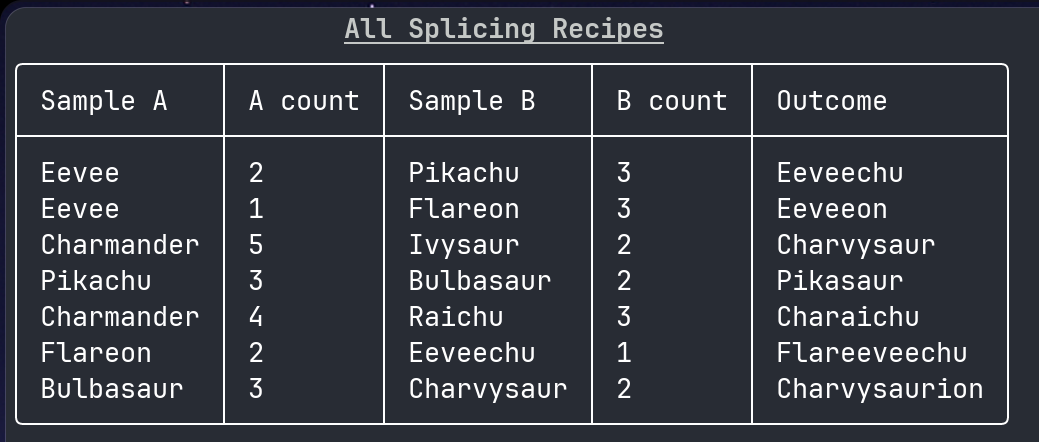 All Splicing Recipes
Sample A A count Sample B B count Outcome
Eevee 2 Pikachu 3 Eeveechu
Eevee 1 Flareon 3 Eeveeon
Charmander 5 Ivysaur 2 Charvysaur
Pikachu 3 Bulbasaur 2 Pikasaur
Charmander 4 Raichu 3 Charaichu
Flareon 2 Eeveechu 1 Flareeveechu
Bulbasaur 3 Charvysaur 2 Charvysaurion